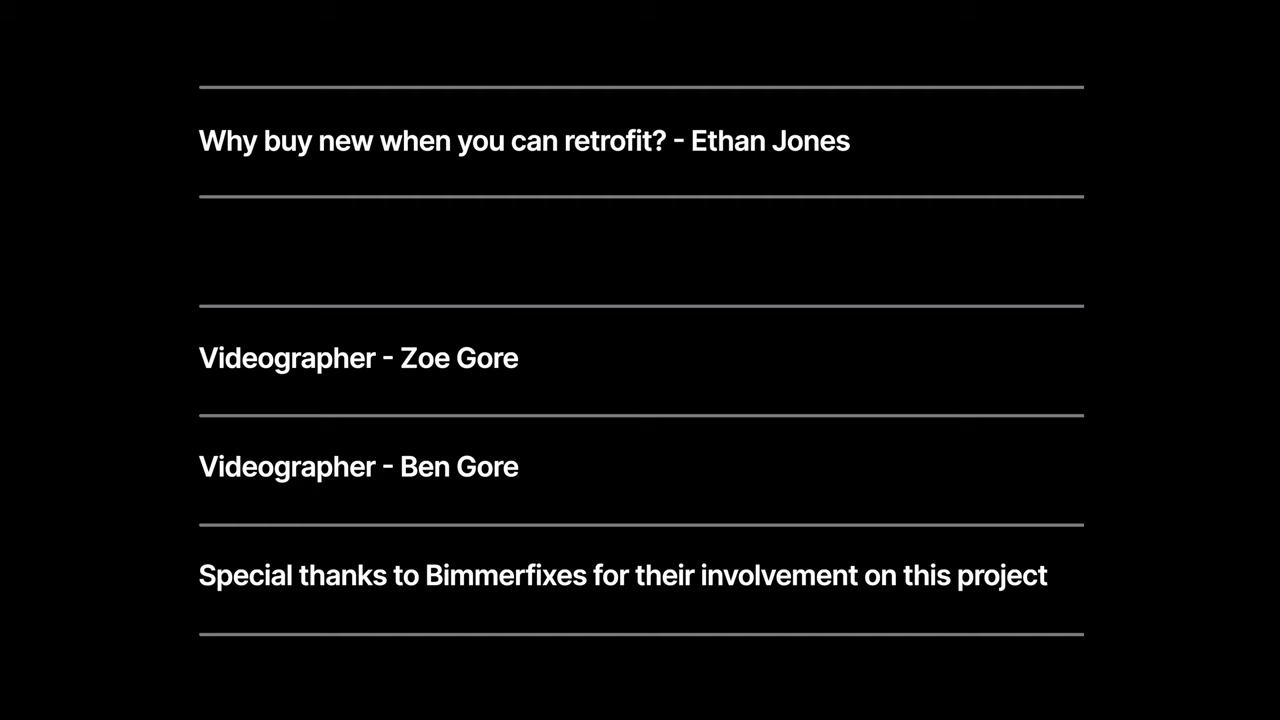 Why buy new when you can retrofit? - Ethan Jones
Videographer - Zoe Gore
Videographer - Ben Gore
Special thanks to Bimmerfixes for their involvement on this project